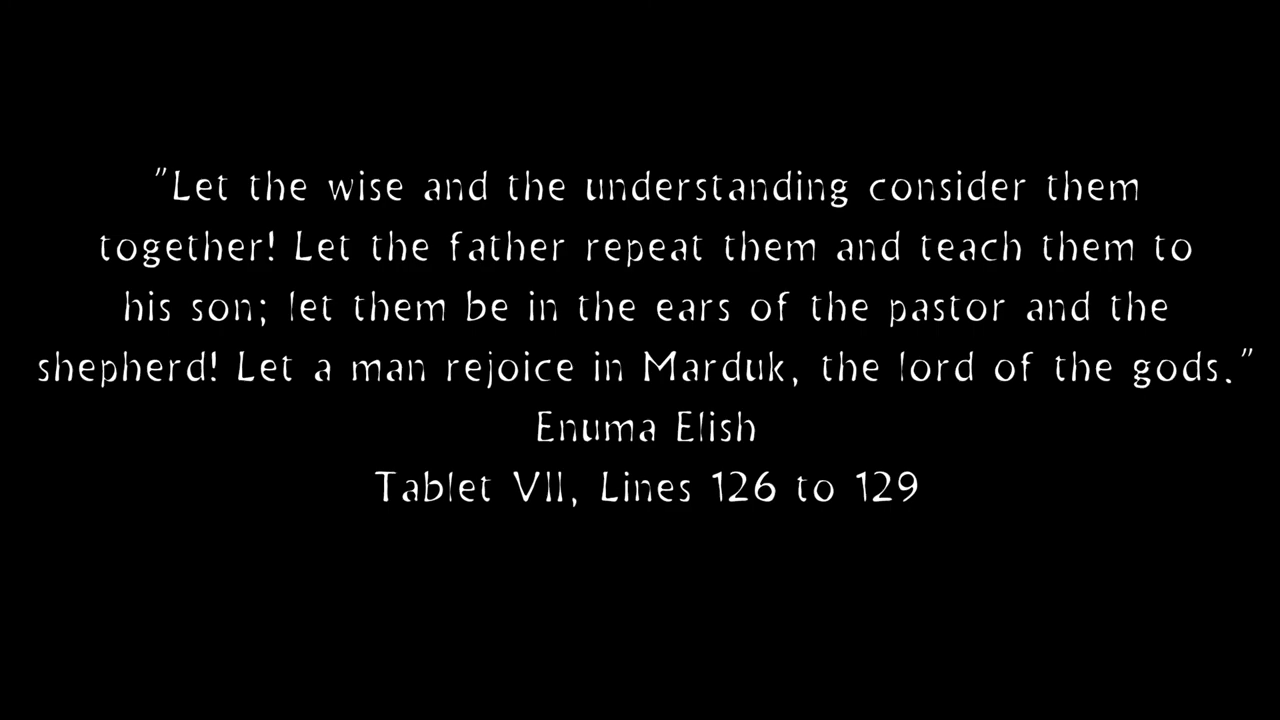 "Let the wise and the understanding consider them
together! Let the father repeat them and teach them to
his son; let them be in the ears of the pastor and the
shepherd! Let a man rejoice in Marduk, the lord of the gods."
Enuma Elish
Tablet VII, Lines 126 to 129